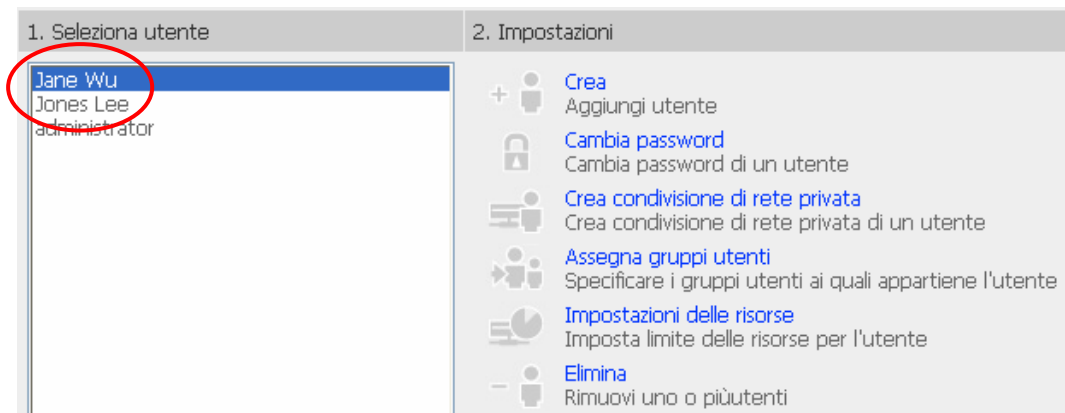 1. Seleziona utente
2. Impostazioni
Jane Wu
Jones Lee
administrator
Crea
Aggiungi utente
Cambia password
Cambia password di un utente
Crea condivisione di rete privata
Crea condivisione di rete privata di un utente
Assegna gruppi utenti
Specificare i gruppi utenti ai quali appartiene l'utente
Impostazioni delle risorse
Imposta limite delle risorse per l'utente
Elimina
Rimuovi uno o piùutenti